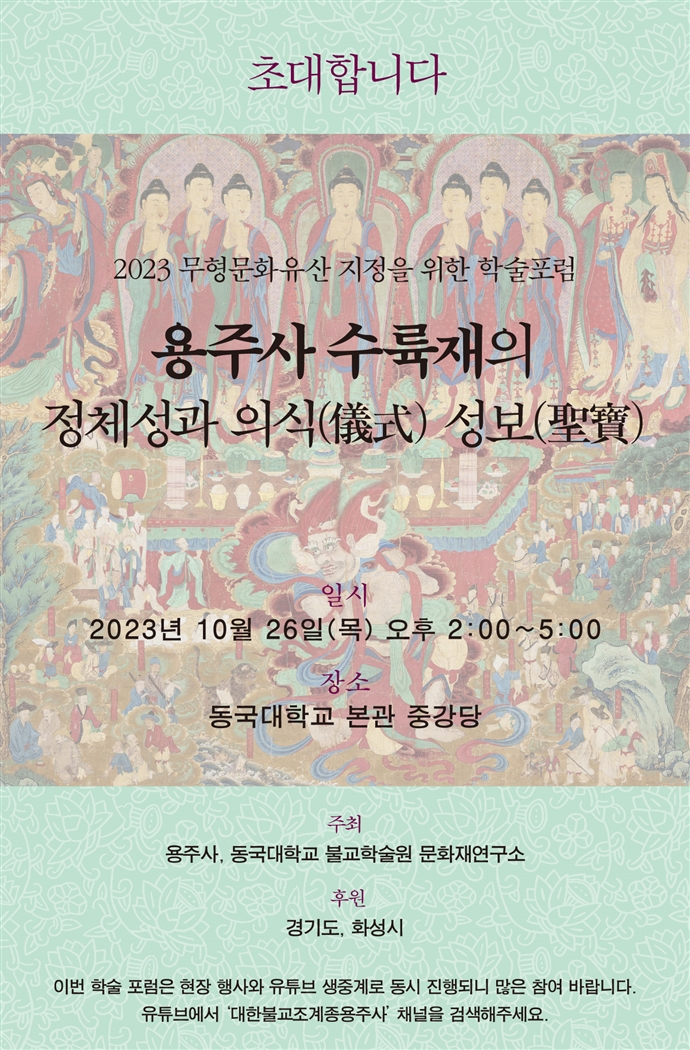 초대합니다
2023 무형문화유산 지정을 위한 학술포럼
용주사 수륙재의
정체성과 의식(儀式) 성보(聖寶)
일시
2023년 10월 26일(목) 오후 2:00~5:00
장소
동국대학교 본관 중강당
주최
용주사, 동국대학교 불교학술원 문화재연구소
후원
경기도, 화성시
이번 학술 포럼은 현장 행사와 유튜브 생중계로 동시 진행되니 많은 참여 바랍니다.
유튜브에서 ‘대한불교조계종용주사’ 채널을 검색해주세요.